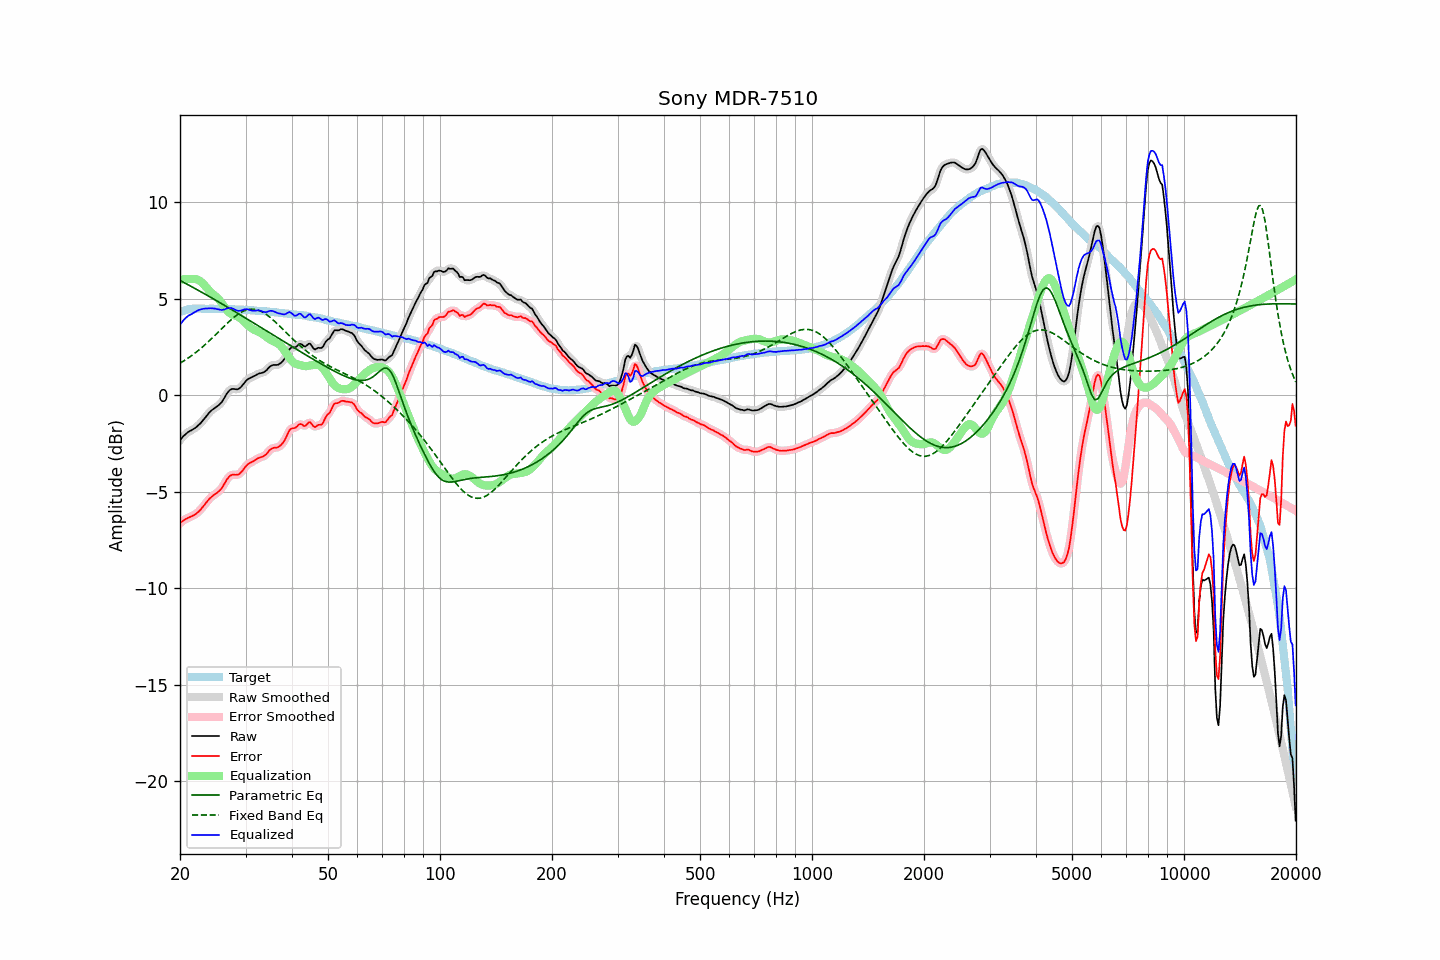 Sony MDR-7510
Amplitude (dBr)
10
5
0
−5
−10
−15
−20
Target
Raw Smoothed
Error Smoothed
Raw
Error
Equalization
Parametric Eq
Fixed Band Eq
Equalized
20 50 100 200 500 1000 2000 5000 10000 20000
Frequency (Hz)